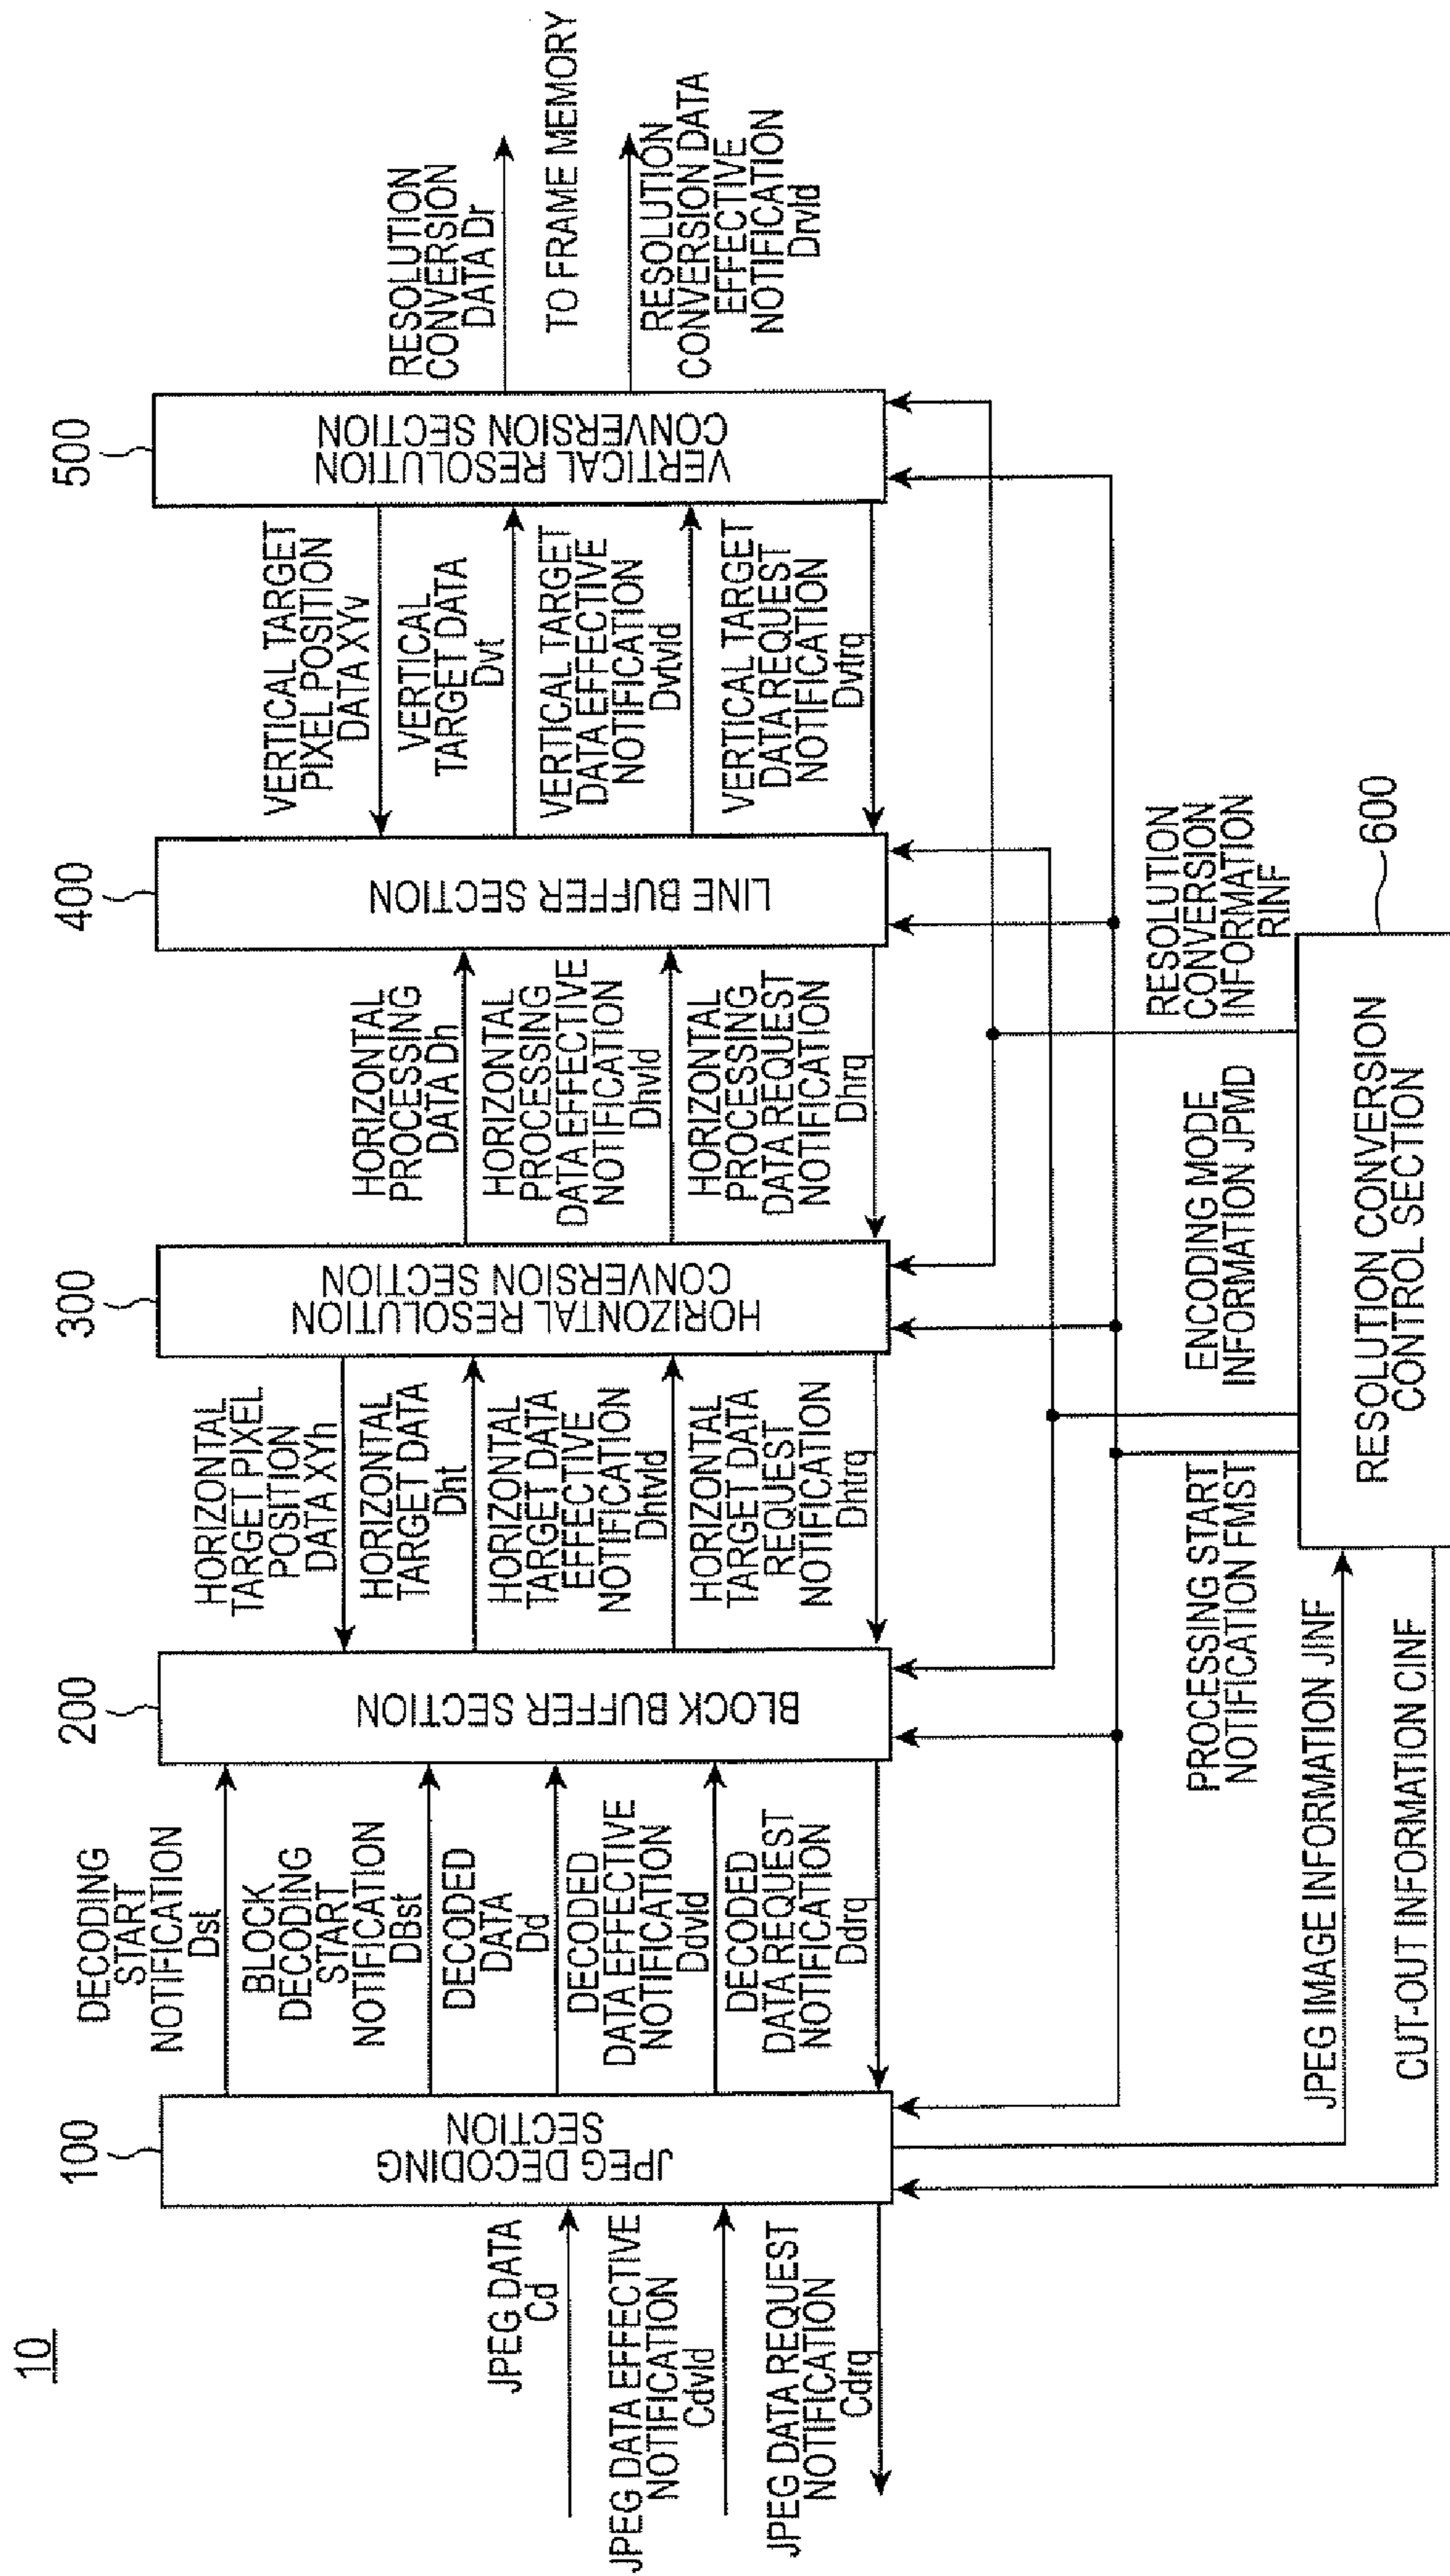 10
JPEG DATA
Cd
JPEG DATA EFFECTIVE
NOTIFICATION
Cdvld
JPEG DATA REQUEST
NOTIFICATION
Cdrq
100
JPEG DECODING
SECTION
DECODING
START
NOTIFICATION
Dst
BLOCK
DECODING
START
NOTIFICATION
DBst
DECODED
DATA
Dd
DECODED
DATA EFFECTIVE
NOTIFICATION
Ddvld
DECODED
DATA REQUEST
NOTIFICATION
Ddrq
200
BLOCK BUFFER SECTION
HORIZONTAL
TARGET PIXEL
POSITION
DATA XYh
HORIZONTAL
TARGET DATA
Dht
HORIZONTAL
TARGET DATA
EFFECTIVE
NOTIFICATION
Dhtvld
HORIZONTAL
TARGET DATA
REQUEST
NOTIFICATION
Dhtrq
300
HORIZONTAL RESOLUTION
CONVERSION SECTION
HORIZONTAL
PROCESSING
DATA Dh
HORIZONTAL
PROCESSING
DATA EFFECTIVE
NOTIFICATION
Dhvld
HORIZONTAL
PROCESSING
DATA REQUEST
NOTIFICATION
Dhrq
400
LINE BUFFER SECTION
VERTICAL TARGET
PIXEL POSITION
DATA XYv
VERTICAL
TARGET DATA
Dvt
VERTICAL TARGET
DATA EFFECTIVE
NOTIFICATION
Dvtvld
VERTICAL TARGET
DATA REQUEST
NOTIFICATION
Dvtrq
500
VERTICAL RESOLUTION
CONVERSION SECTION
RESOLUTION
CONVERSION
DATA Dr
TO FRAME MEMORY
RESOLUTION
CONVERSION DATA
EFFECTIVE
NOTIFICATION
Drvld
JPEG IMAGE INFORMATION JINF
CUT-OUT INFORMATION CINF
PROCESSING START
NOTIFICATION FMST
ENCODING MODE
INFORMATION JPMD
RESOLUTION
CONVERSION
INFORMATION
RINF
600
RESOLUTION CONVERSION
CONTROL SECTION